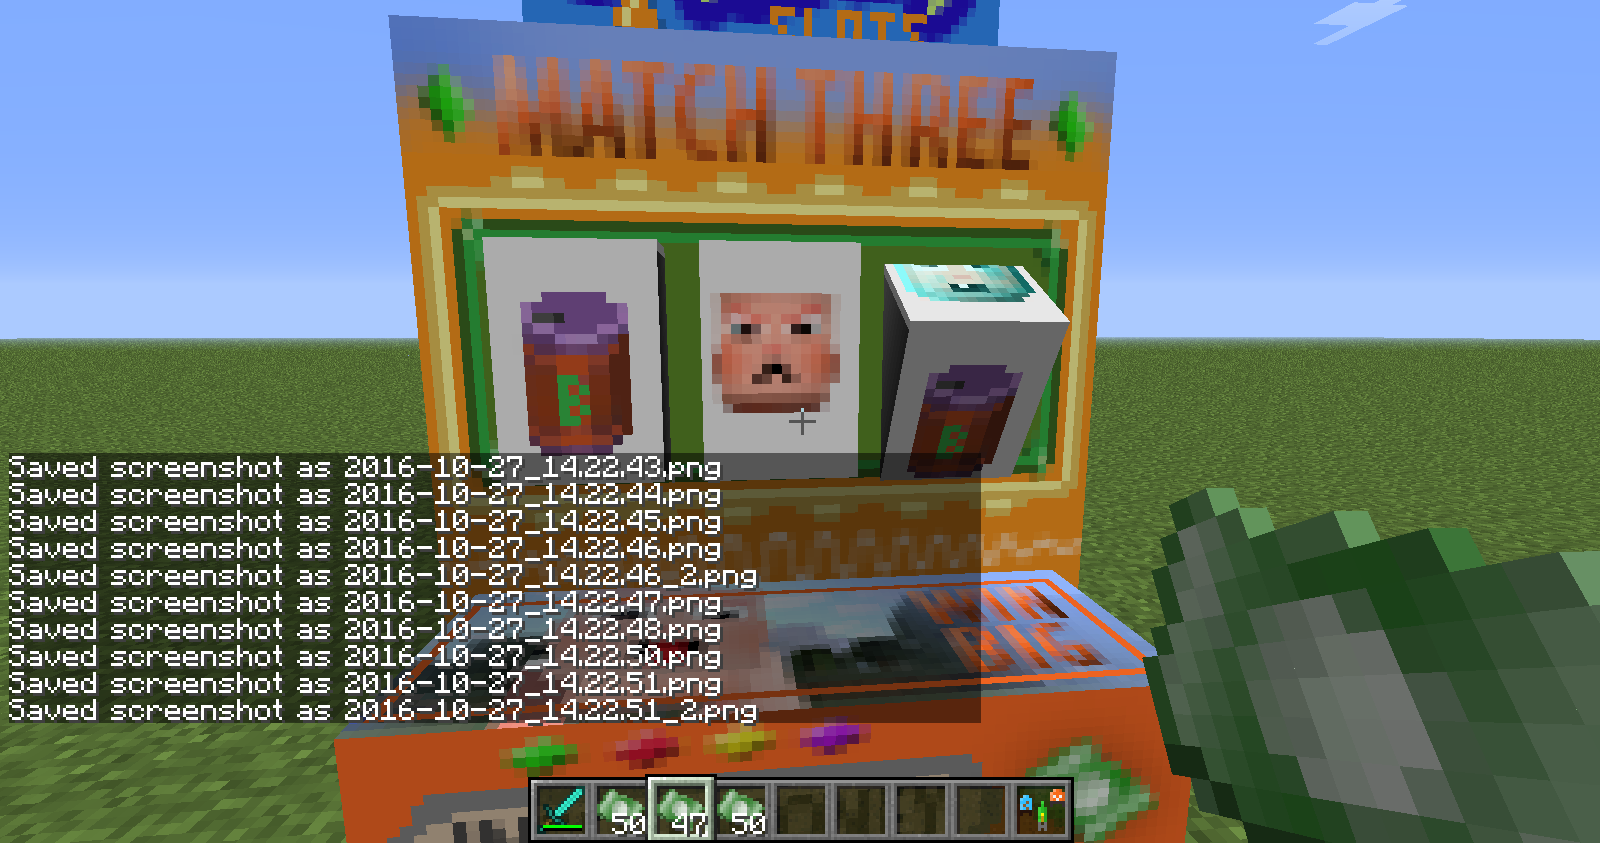 SLOTS
MATCH THREE
B
B
Saved screenshot as 2016-10-27_14.22.43.png
Saved screenshot as 2016-10-27_14.22.44.png
Saved screenshot as 2016-10-27_14.22.45.png
Saved screenshot as 2016-10-27_14.22.46.png
Saved screenshot as 2016-10-27_14.22.46_2.png
Saved screenshot as 2016-10-27_14.22.47.png
Saved screenshot as 2016-10-27_14.22.48.png
Saved screenshot as 2016-10-27_14.22.50.png
Saved screenshot as 2016-10-27_14.22.51.png
Saved screenshot as 2016-10-27_14.22.51_2.png
WIN
BIG
50 47 50